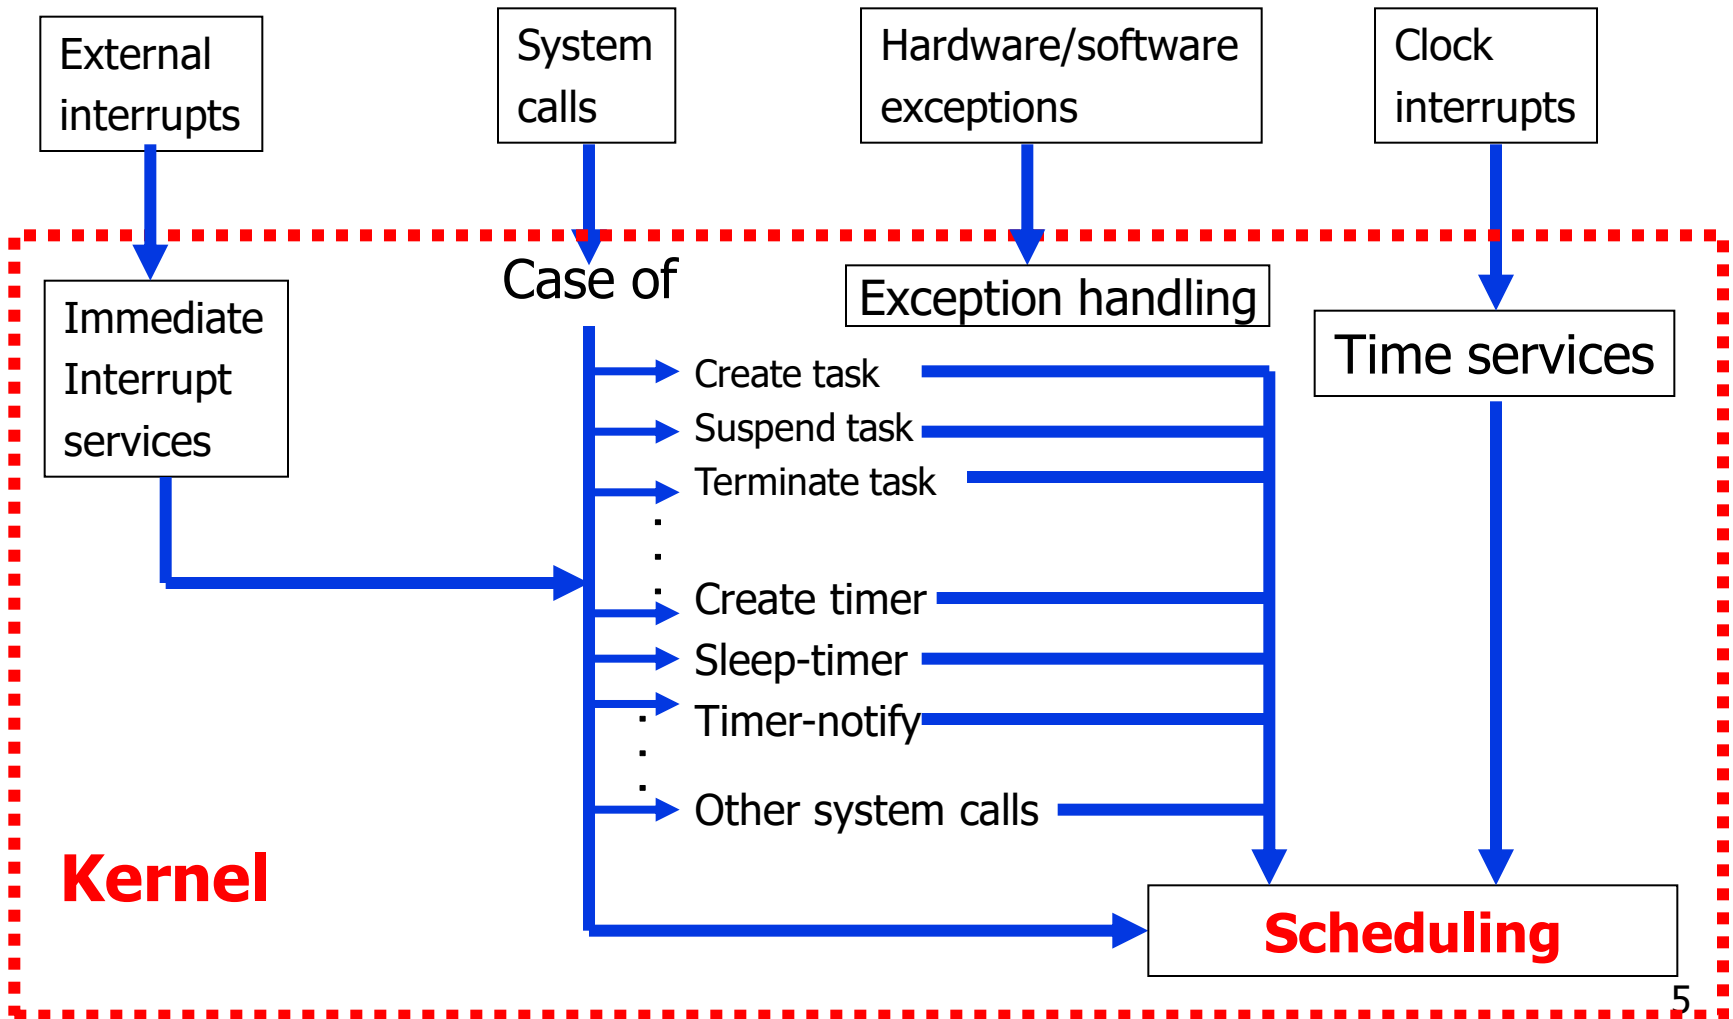 External
interrupts
System
calls
Hardware/software
exceptions
Clock
interrupts
Immediate
Interrupt
services
Case of
Exception handling
Time services
Create task
Suspend task
Terminate task
Create timer
Sleep-timer
Timer-notify
Other system calls
Kernel
Scheduling
5